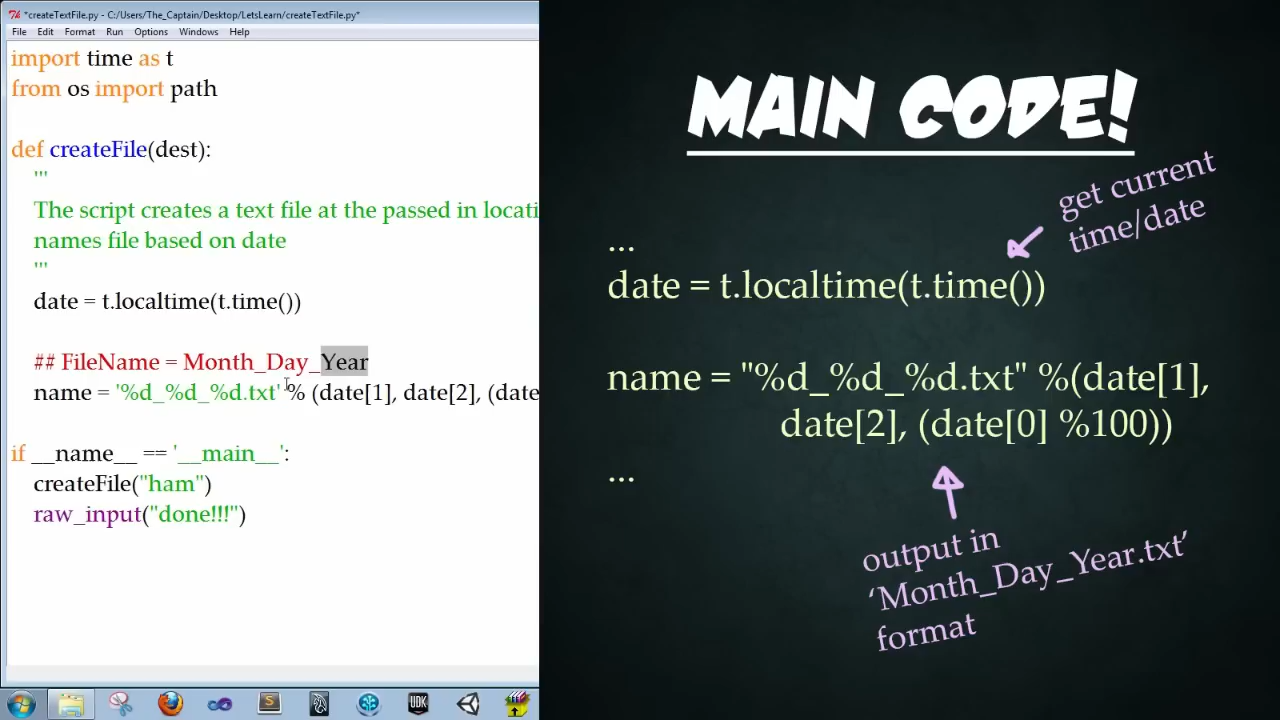 *createTextFile.py - C:/Users/The_Captain/Desktop/LetsLearn/createTextFile.py*
File Edit Format Run Options Windows Help
import time as t
from os import path
def createFile(dest):
'''
The script creates a text file at the passed in locati
names file based on date
'''
date = t.localtime(t.time())
## FileName = Month_Day_Year
name = '%d_%d_%d.txt' % (date[1], date[2], (date
if __name__ == '__main__':
createFile("ham")
raw_input("done!!!")
MAIN CODE!
get current
time/date
...
date = t.localtime(t.time())
name = "%d_%d_%d.txt" %(date[1],
date[2], (date[0] %100))
...
output in
‘Month_Day_Year.txt’
format
S
UDK